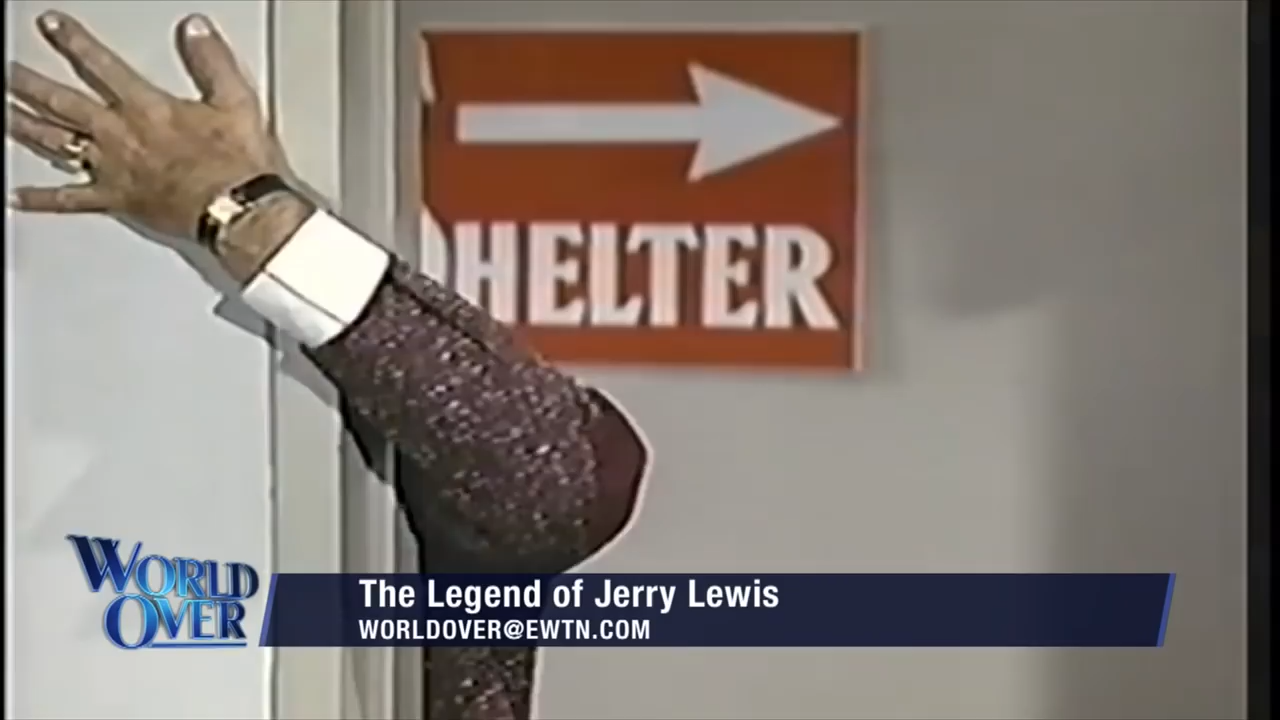 HELTER
WORLD
OVER
The Legend of Jerry Lewis
WORLDOVER@EWTN.COM